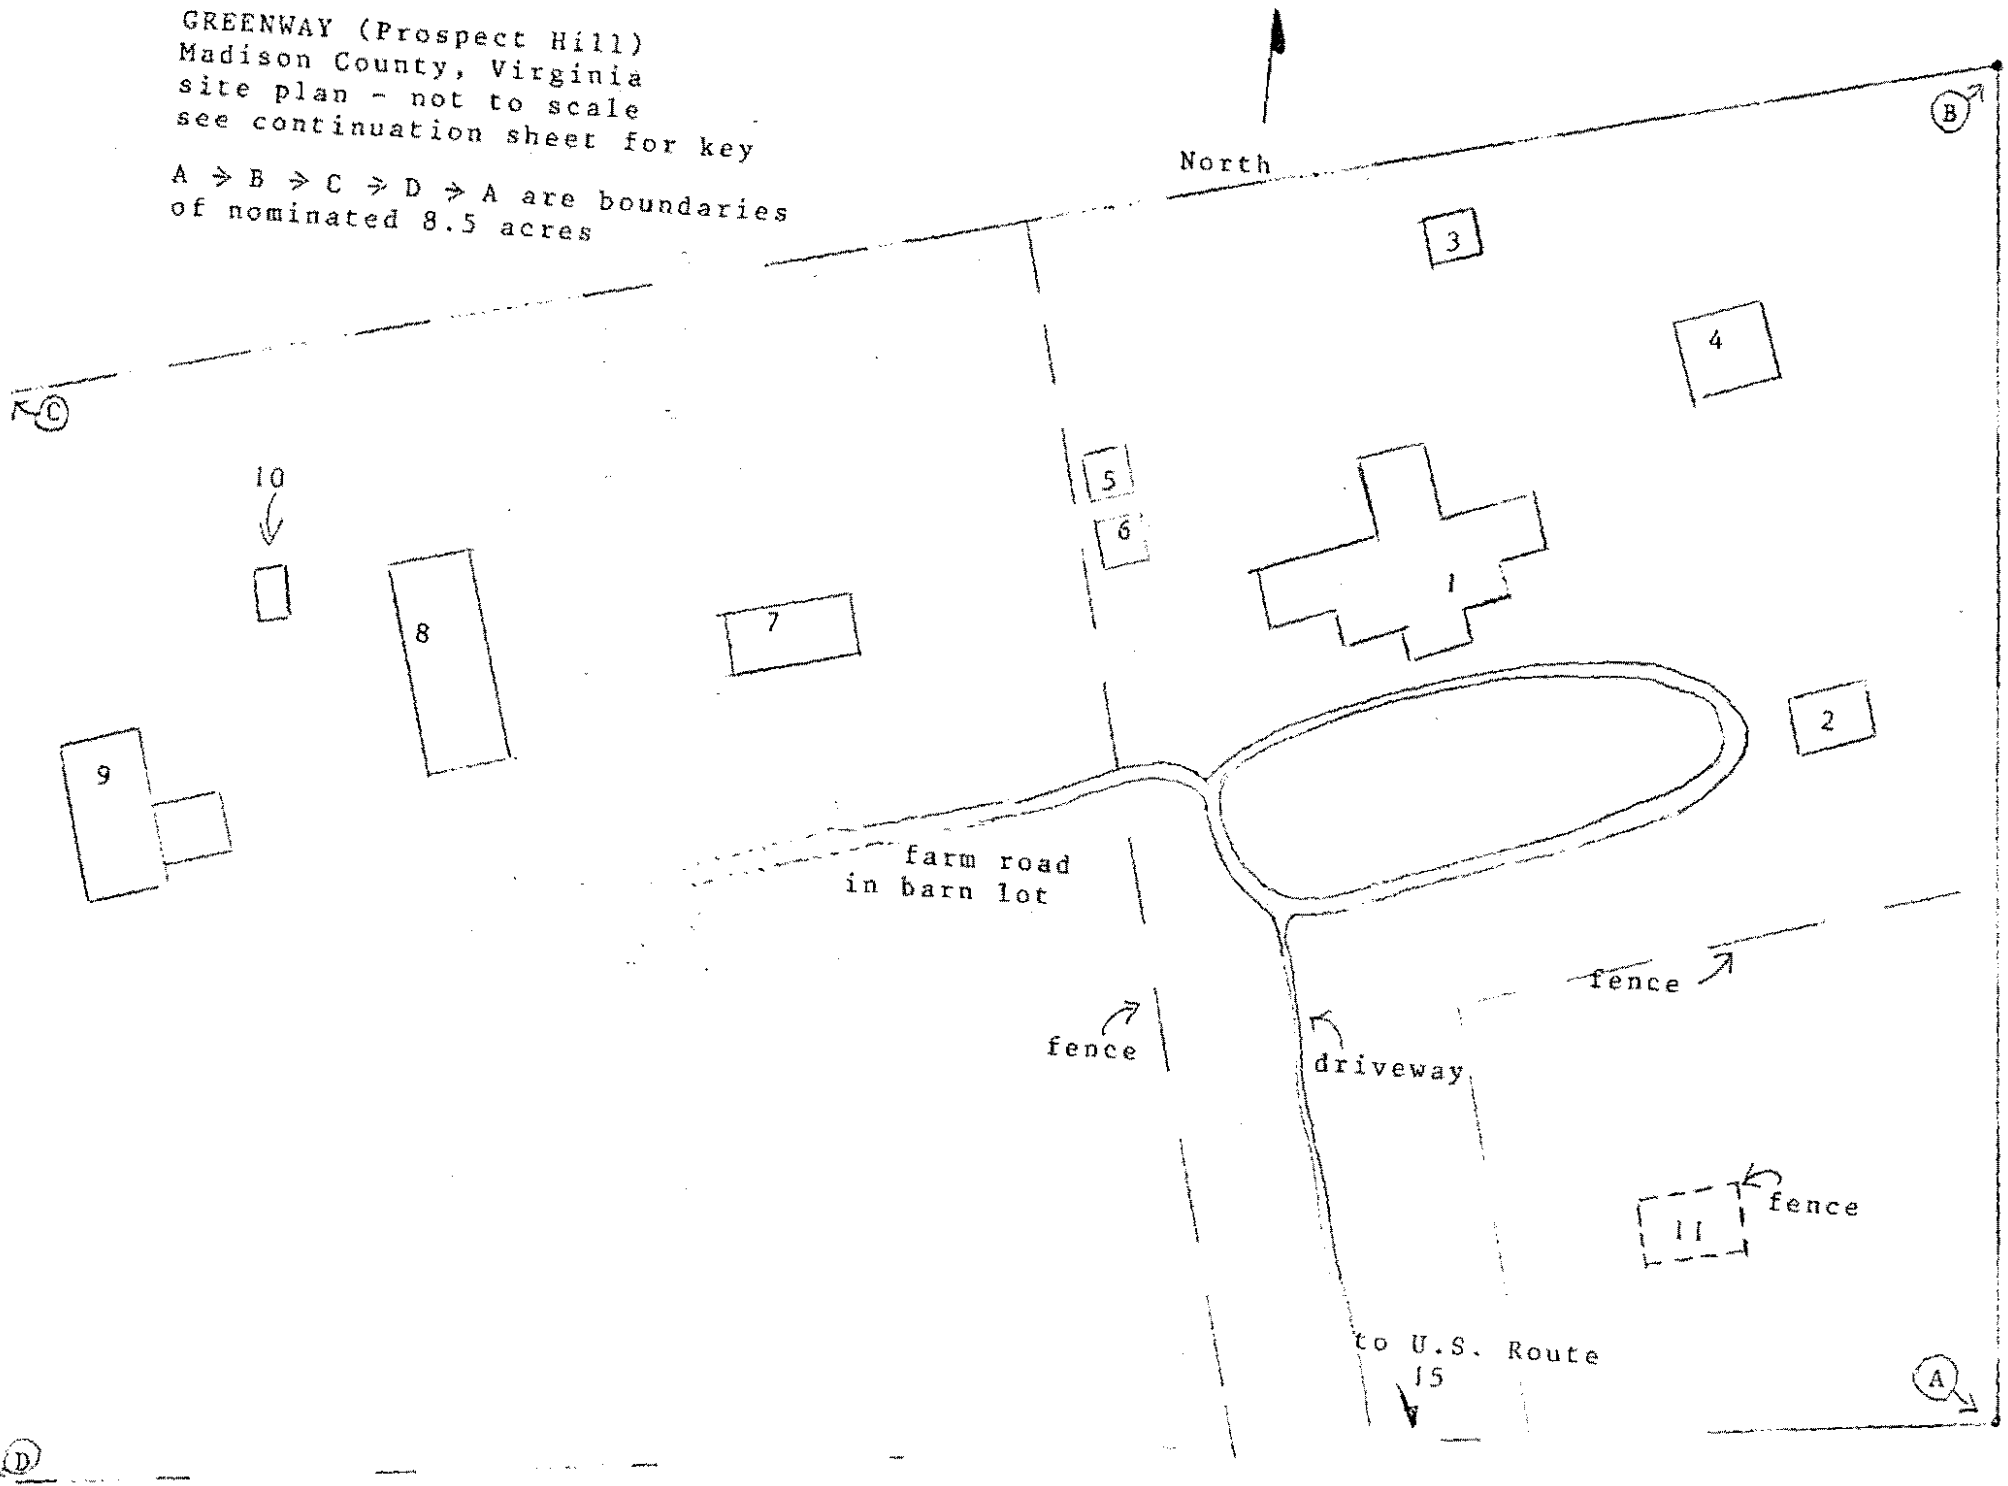 GREENWAY (Prospect Hill)
Madison County, Virginia
site plan - not to scale
see continuation sheet for key
A → B → C → D → A are boundaries
of nominated 8.5 acres
North
B
3
4
C
10
5
6
1
8
7
2
9
farm road
in barn lot
fence
fence
driveway
fence
11
to U.S. Route
15
A
D